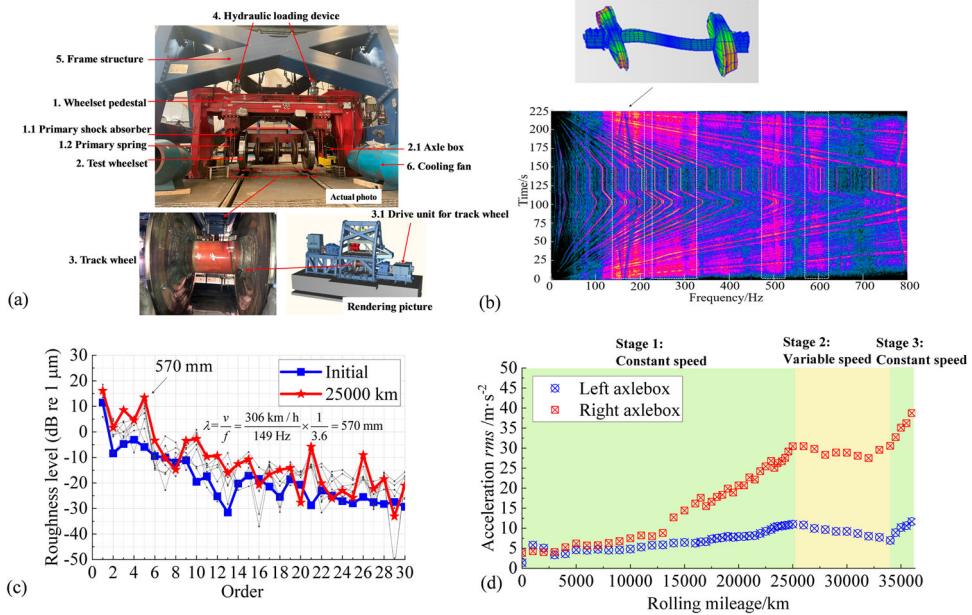 4. Hydraulic loading device
5. Frame structure
1. Wheelset pedestal
1.1 Primary shock absorber
1.2 Primary spring
2. Test wheelset
2.1 Axle box
6. Cooling fan
Actual photo
3.1 Drive unit for track wheel
3. Track wheel
Rendering picture
(a)
225
200
175
150
125
100
75
50
25
0
Time/s
0 100 200 300 400 500 600 700 800
Frequency/Hz
(b)
30
20
10
0
-10
-20
-30
-40
-50
Roughness level (dB re 1 μm)
570 mm
Initial
25000 km
λ = v/f = 306 km / h / 149 Hz × 1/3.6 = 570 mm
0 2 4 6 8 10 12 14 16 18 20 22 24 26 28 30
Order
(c)
Stage 1:
Constant speed
Stage 2:
Variable speed
Stage 3:
Constant speed
50
40
30
20
10
5
0
Acceleration rms /m·s-2
Left axlebox
Right axlebox
0 5000 10000 15000 20000 25000 30000 35000
Rolling mileage/km
(d)